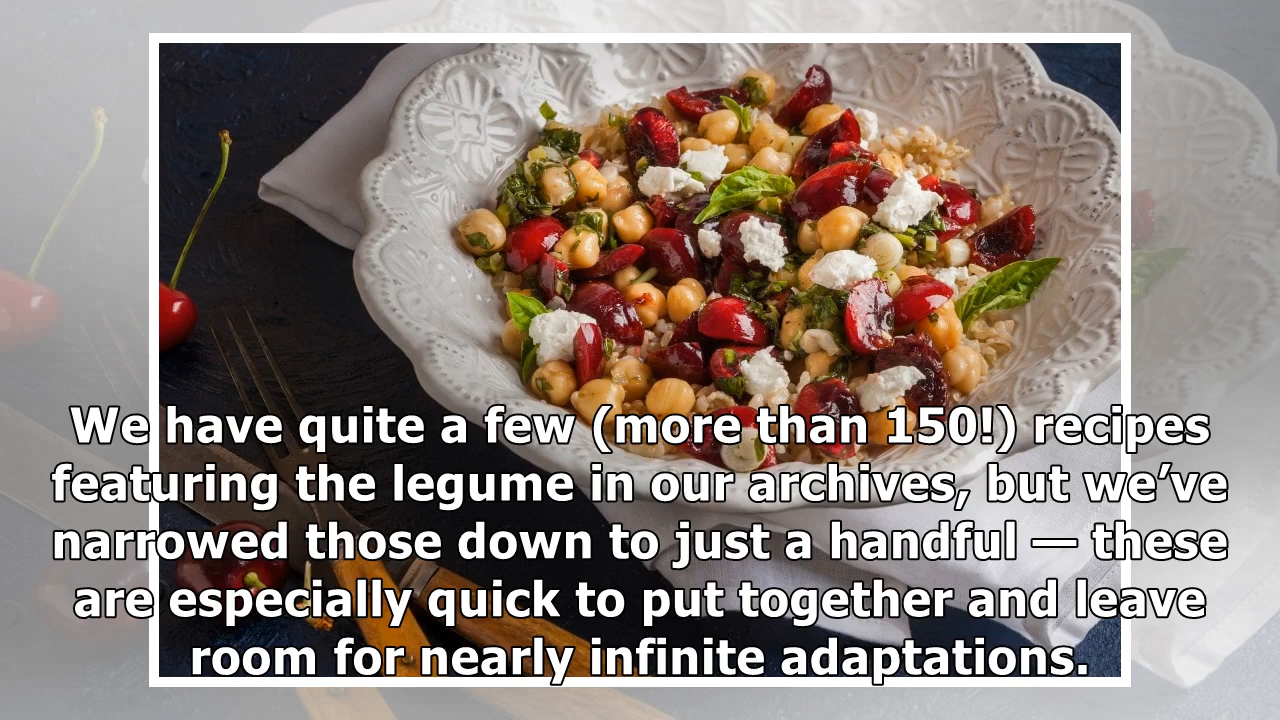 We have quite a few (more than 150!) recipes
featuring the legume in our archives, but we’ve
narrowed those down to just a handful — these
are especially quick to put together and leave
room for nearly infinite adaptations.